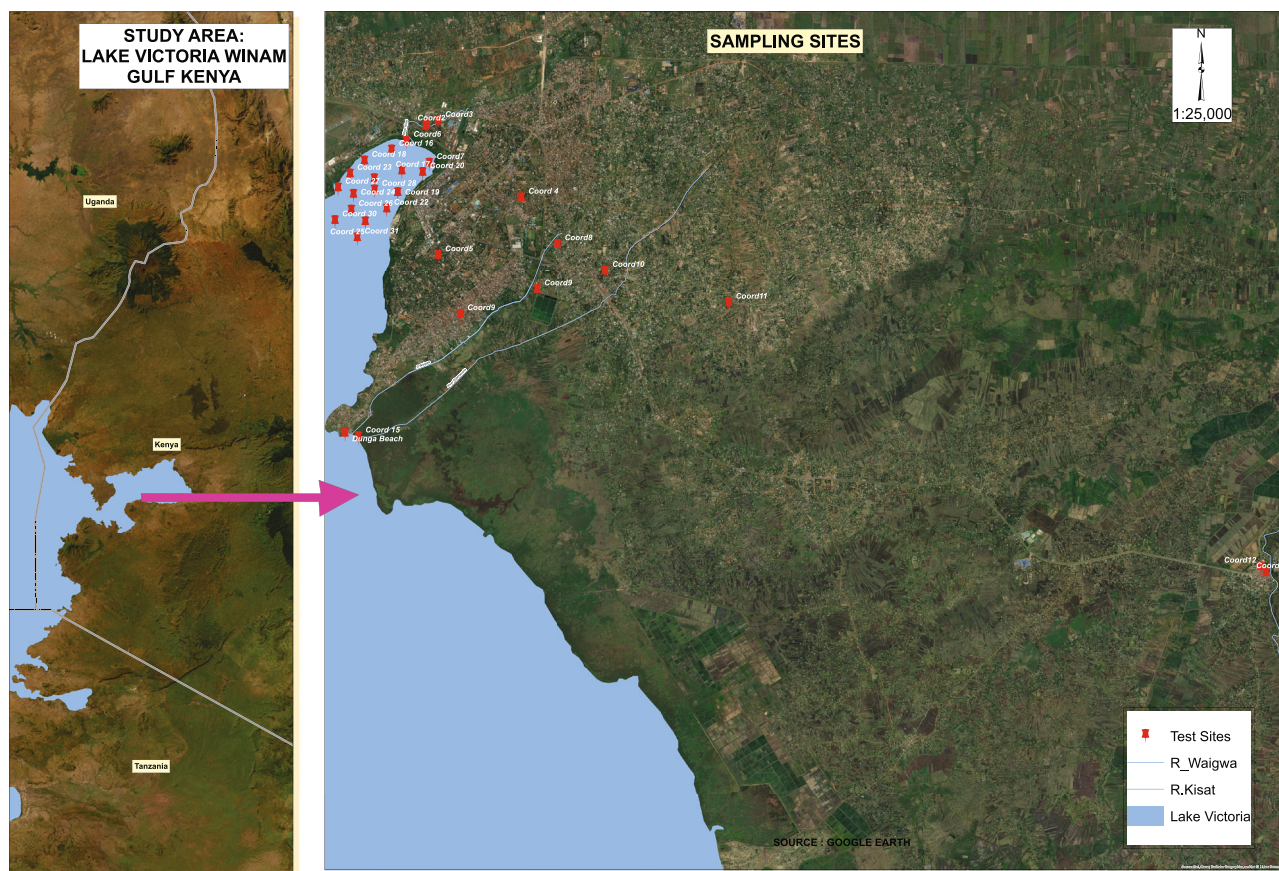 STUDY AREA:
LAKE VICTORIA WINAM
GULF KENYA
Uganda
Kenya
Tanzania
SAMPLING SITES
N
1:25,000
Coord3
Coord2
Coord6
Coord 16
Coord 18
Coord7
Coord 23
Coord 17
Coord 20
Coord 27
Coord 28
Coord 24
Coord 19
Coord 26
Coord 22
Coord 30
Coord 25
Coord 31
Coord 4
Coord5
Coord8
Coord10
Coord9
Coord11
Coord9
Coord 15
Dunga Beach
Coord12
Coord
Test Sites
R_Waigwa
R.Kisat
Lake Victoria
SOURCE : GOOGLE EARTH